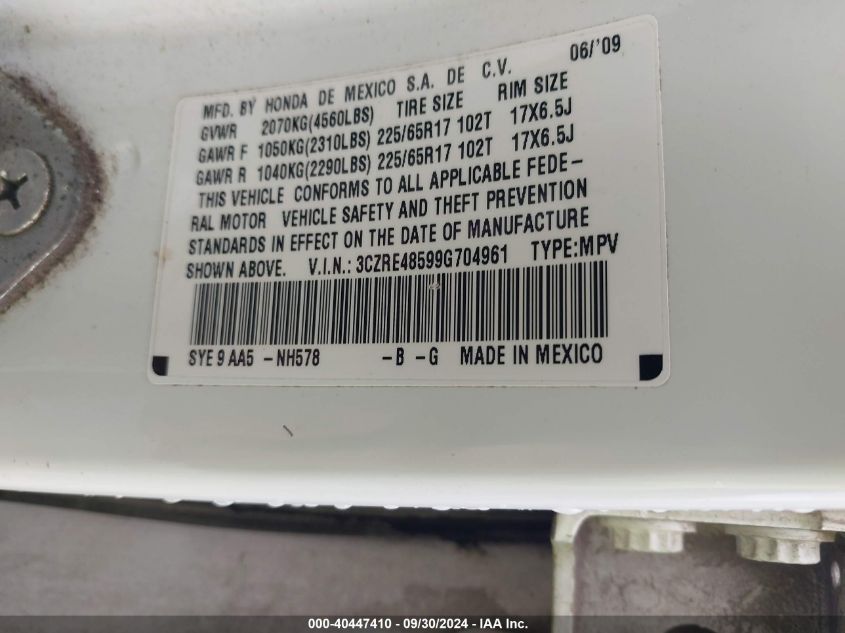 MFD. BY HONDA DE MEXICO S.A. DE C.V. 06/'09
GVWR 2070KG(4560LBS) TIRE SIZE RIM SIZE
GAWR F 1050KG(2310LBS) 225/65R17 102T 17X6.5J
GAWR R 1040KG(2290LBS) 225/65R17 102T 17X6.5J
THIS VEHICLE CONFORMS TO ALL APPLICABLE FEDE-
RAL MOTOR VEHICLE SAFETY AND THEFT PREVENTION
STANDARDS IN EFFECT ON THE DATE OF MANUFACTURE
SHOWN ABOVE. V.I.N.: 3CZRE48599G704961 TYPE:MPV
SYE 9 AA5 -NH578 -B -G MADE IN MEXICO
000-40447410 - 09/30/2024 - IAA Inc.